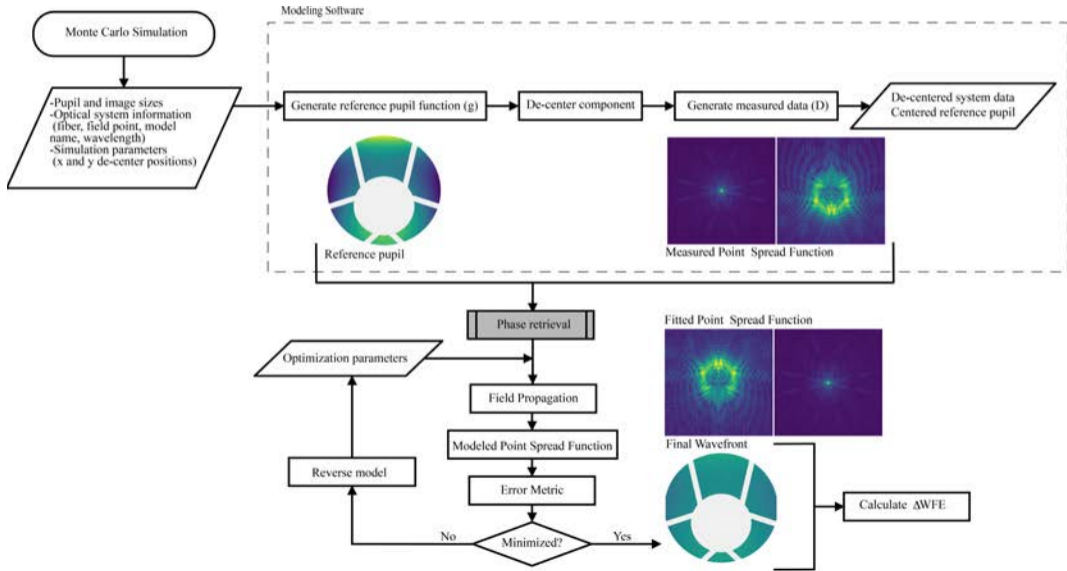 Modeling Software
Monte Carlo Simulation
-Pupil and image sizes
-Optical system information
(fiber, field point, model
name, wavelength)
-Simulation parameters
(x and y de-center positions)
Generate reference pupil function (g)
De-center component
Generate measured data (D)
De-centered system data
Centered reference pupil
Reference pupil
Measured Point Spread Function
Phase retrieval
Fitted Point Spread Function
Optimization parameters
Field Propagation
Modeled Point Spread Function
Final Wavefront
Reverse model
Error Metric
Calculate ΔWFE
No
Minimized?
Yes